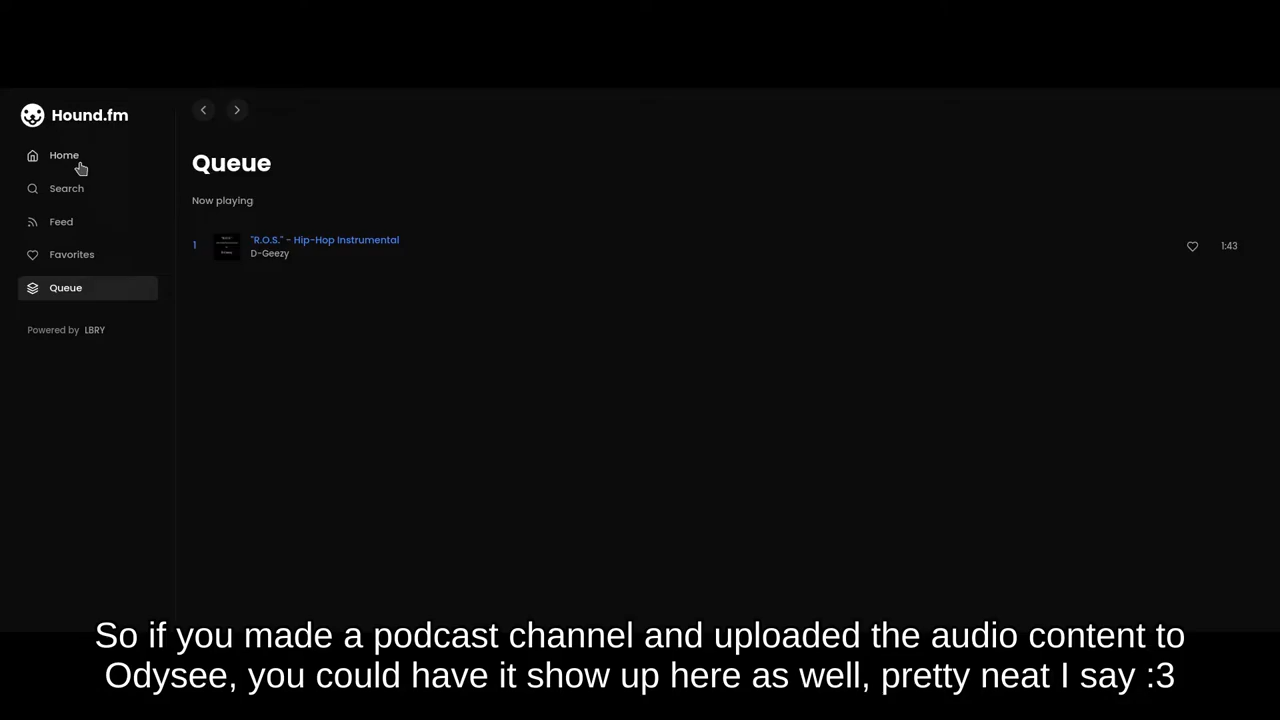 Hound.fm
Home
Search
Feed
Favorites
Queue
Powered by LBRY
Queue
Now playing
1
"R.O.S." - Hip-Hop Instrumental
D-Geezy
1:43
So if you made a podcast channel and uploaded the audio content to
Odysee, you could have it show up here as well, pretty neat I say :3